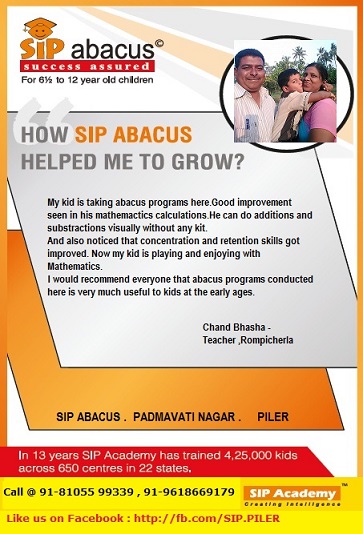 SIP abacus©
success assured
For 6½ to 12 year old children
HOW SIP ABACUS
HELPED ME TO GROW?
My kid is taking abacus programs here.Good improvement
seen in his mathemactics calculations.He can do additions and
substractions visually without any kit.
And also noticed that concentration and retention skills got
improved. Now my kid is playing and enjoying with
Mathematics.
I would recommend everyone that abacus programs conducted
here is very much useful to kids at the early ages.
Chand Bhasha -
Teacher ,Rompicherla
SIP ABACUS . PADMAVATI NAGAR . PILER
In 13 years SIP Academy has trained 4,25,000 kids
across 650 centres in 22 states.
Call @ 91-81055 99339 , 91-9618669179
SIP Academy™
Creating Intelligence
Like us on Facebook : http://fb.com/SIP.PILER